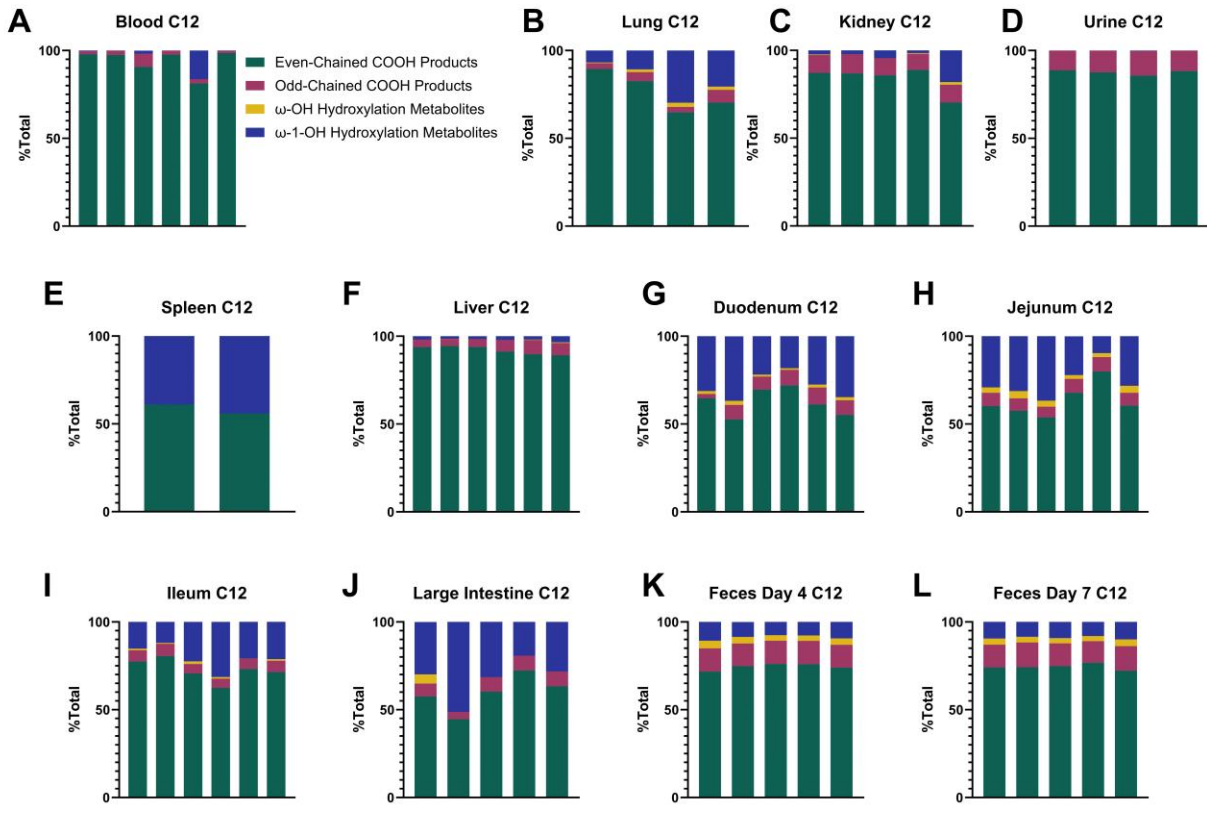 A
Blood C12
%Total
100
50
0
Even-Chained COOH Products
Odd-Chained COOH Products
ω-OH Hydroxylation Metabolites
ω-1-OH Hydroxylation Metabolites
B
Lung C12
%Total
100
50
0
C
Kidney C12
%Total
100
50
0
D
Urine C12
%Total
100
50
0
E
Spleen C12
%Total
100
50
0
F
Liver C12
%Total
100
50
0
G
Duodenum C12
%Total
100
50
0
H
Jejunum C12
%Total
100
50
0
I
Ileum C12
%Total
100
50
0
J
Large Intestine C12
%Total
100
50
0
K
Feces Day 4 C12
%Total
100
50
0
L
Feces Day 7 C12
%Total
100
50
0